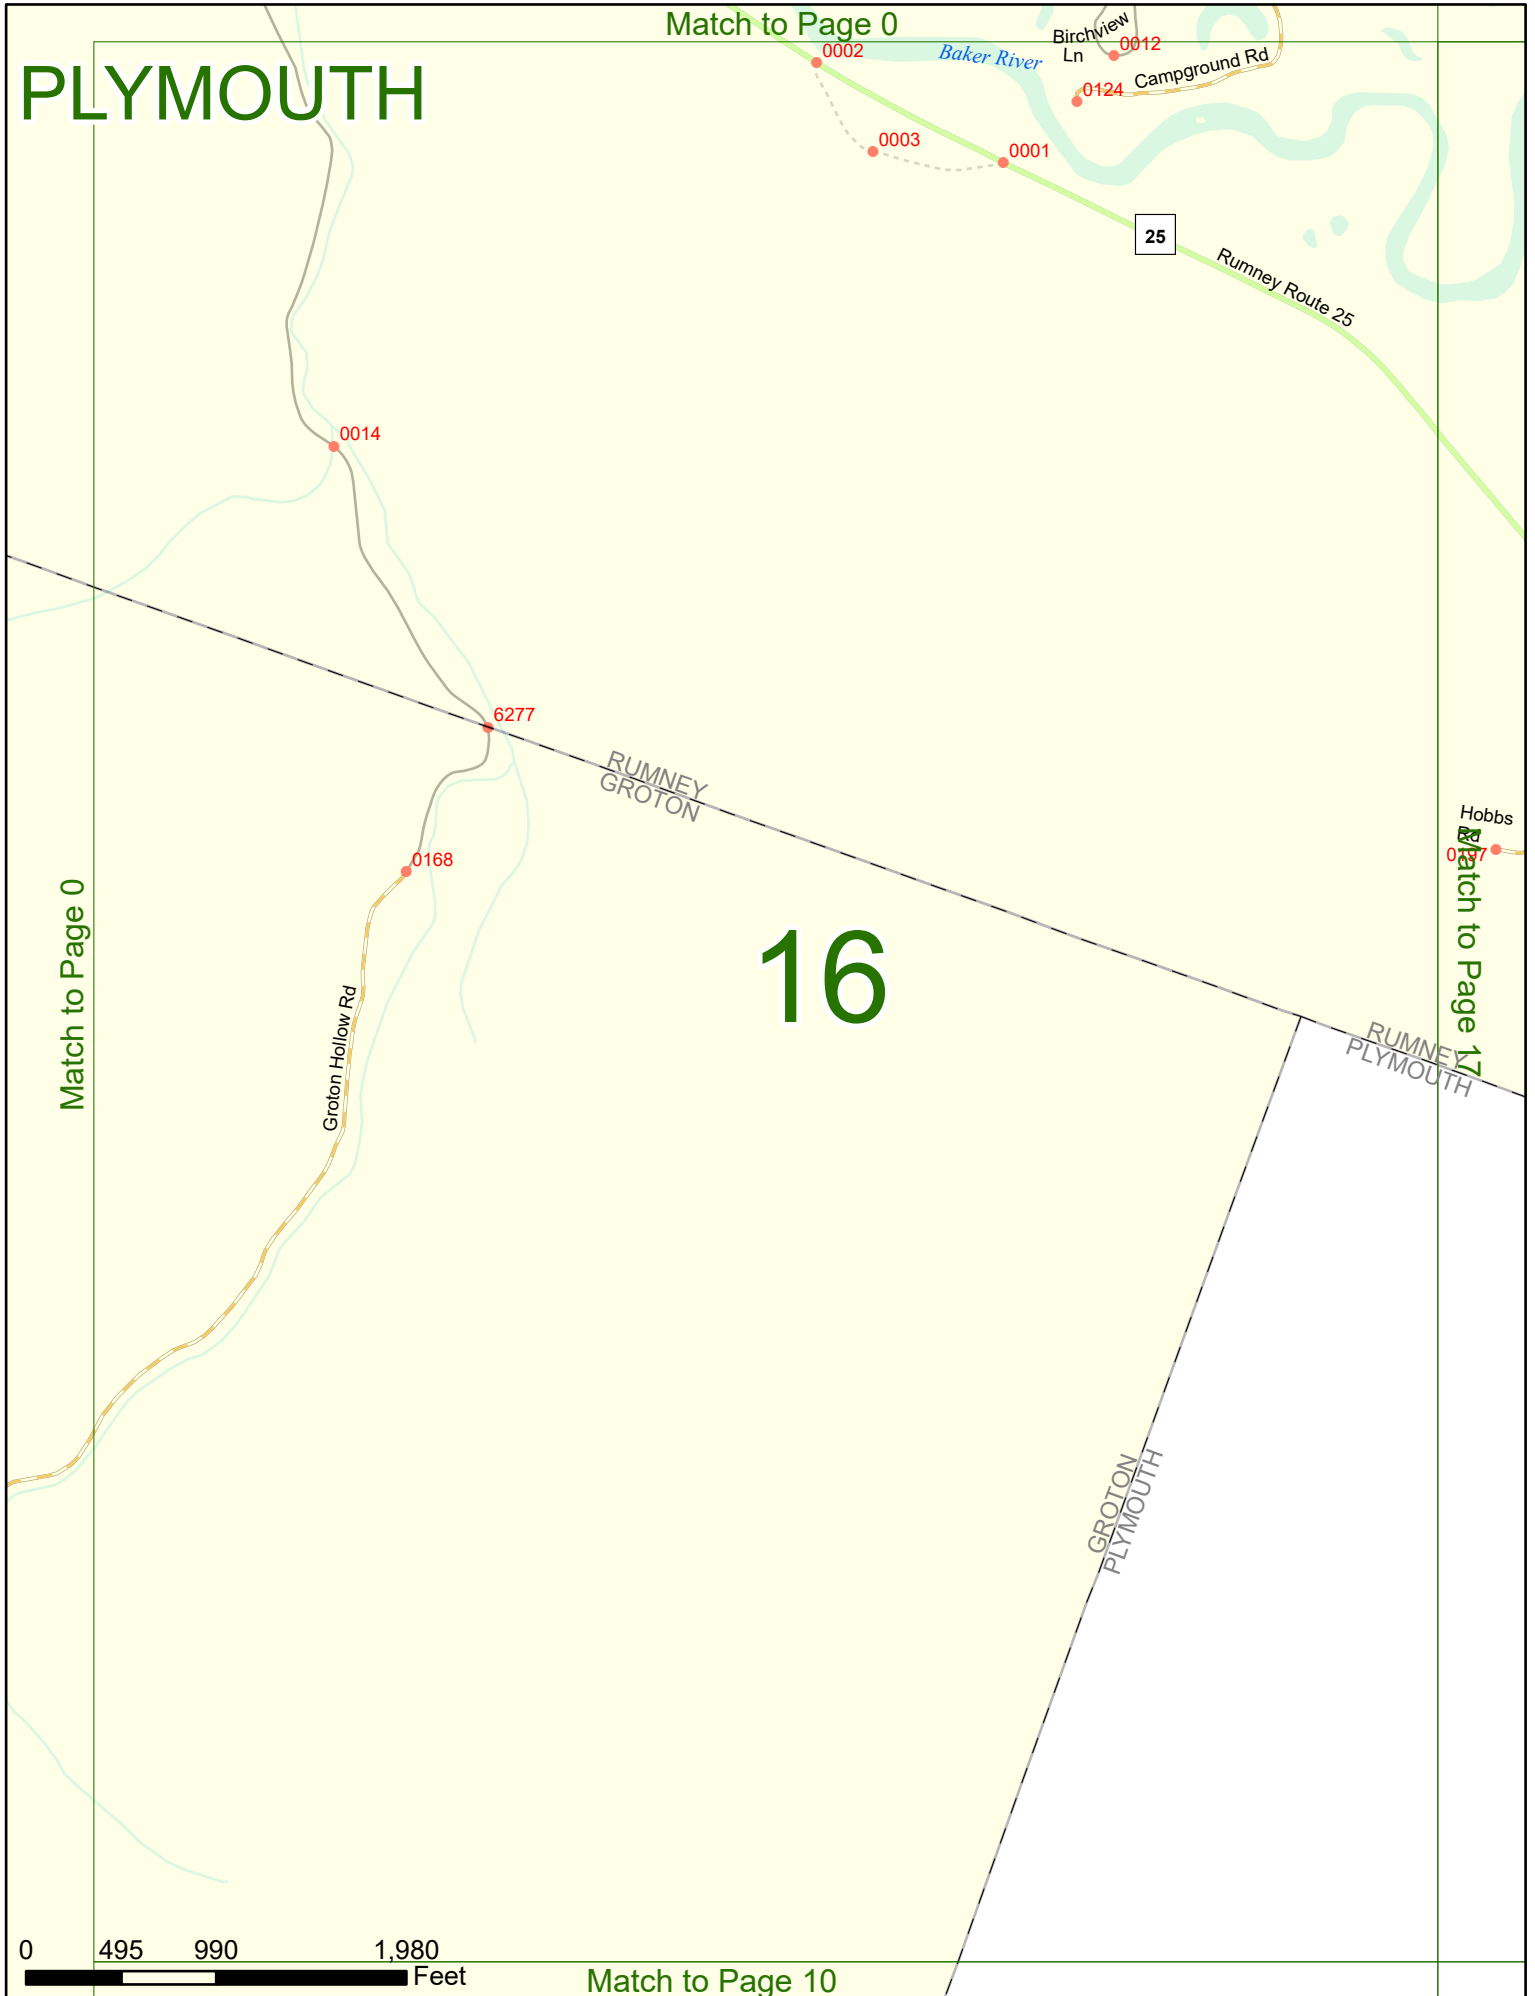 Match to Page 0
PLYMOUTH
0002
Baker River
Birchview
Ln
0012
0124
Campground Rd
0003
0001
25
Rumney Route 25
0014
6277
RUMNEY
GROTON
Hobbs
Rd
0197
0168
Match to Page 0
16
Match to Page 17
Groton Hollow Rd
RUMNEY
PLYMOUTH
GROTON
PLYMOUTH
0 495 990 1,980
Feet
Match to Page 10